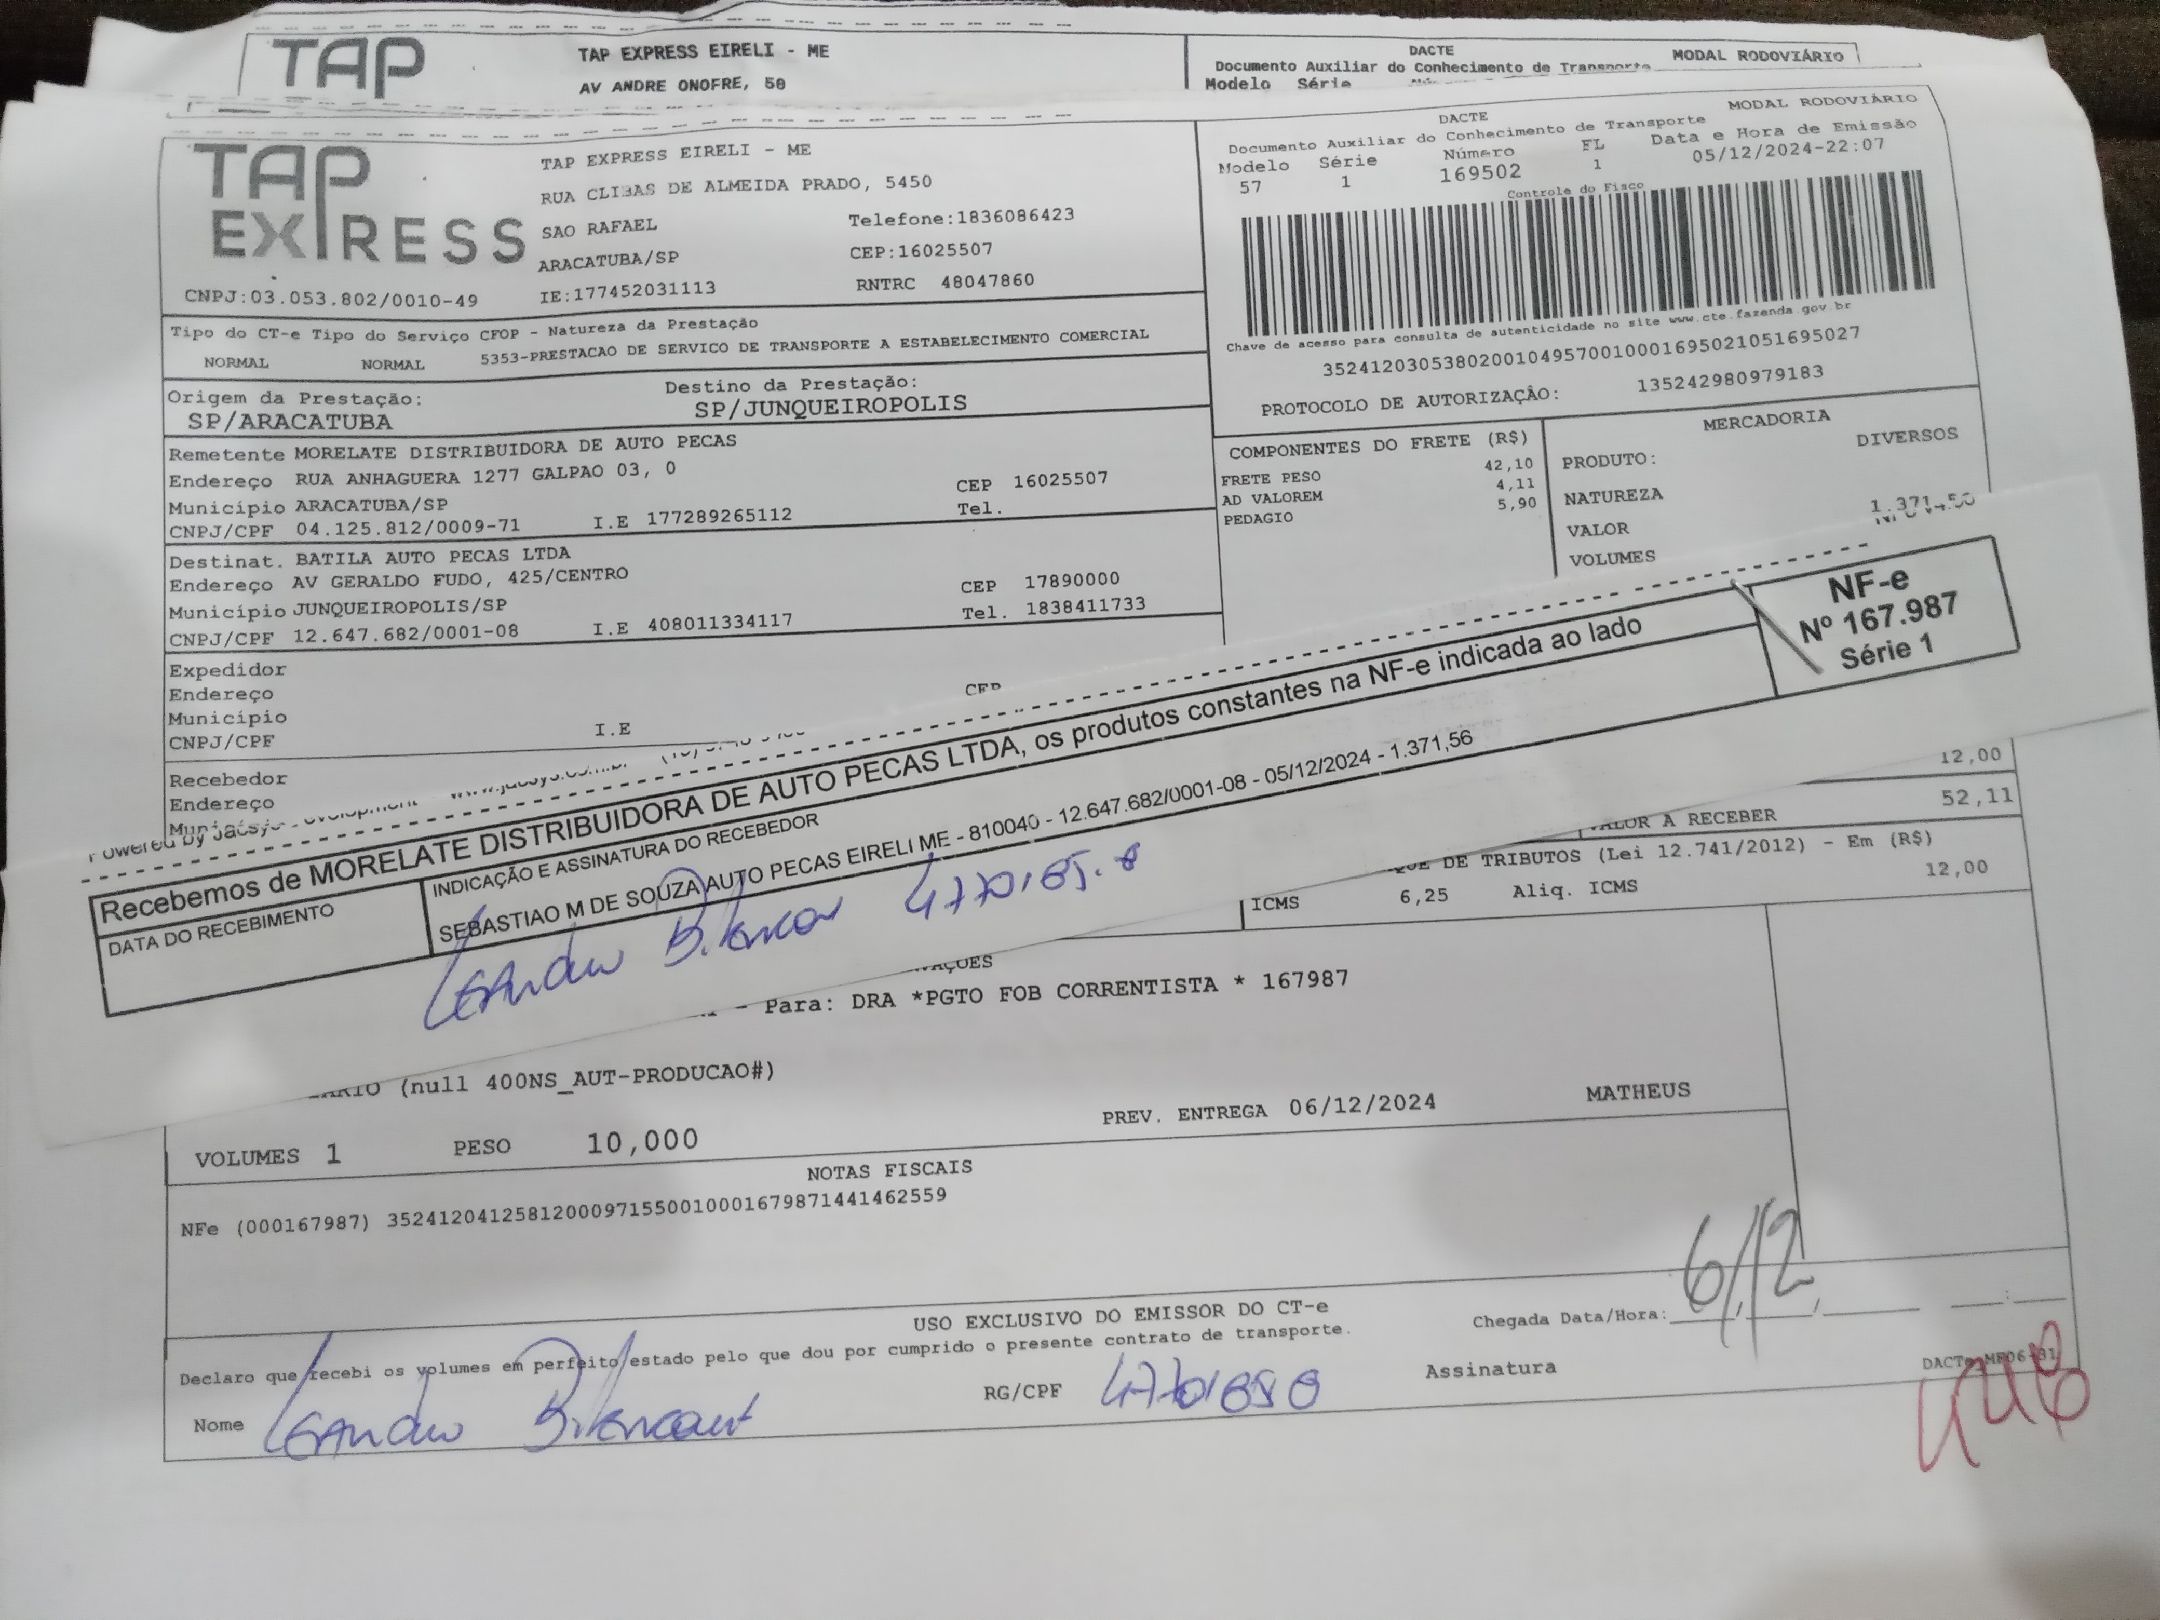 TAP
TAP EXPRESS EIRELI - ME
AV ANDRE ONOFRE, 50
DACTE
MODAL RODOVIÁRIO
Documento Auxiliar do Conhecimento de Transporte
Modelo Série
TAP
EXPRESS
CNPJ:03.053.802/0010-49
TAP EXPRESS EIRELI - ME
RUA CLIBAS DE ALMEIDA PRADO, 5450
SAO RAFAEL
Telefone:1836086423
ARACATUBA/SP
CEP:16025507
IE:177452031113
RNTRC 48047860
DACTE
MODAL RODOVIÁRIO
Documento Auxiliar do Conhecimento de Transporte
Modelo Série Número FL Data e Hora de Emissão
57 1 169502 1 05/12/2024-22:07
Controle do Fisco
Chave de acesso para consulta de autenticidade no site www.cte.fazenda.gov.br
35241203053802001049570010001695021051695027
PROTOCOLO DE AUTORIZAÇÂO: 135242980979183
Tipo do CT-e Tipo do Serviço CFOP - Natureza da Prestação
NORMAL NORMAL 5353-PRESTACAO DE SERVICO DE TRANSPORTE A ESTABELECIMENTO COMERCIAL
Origem da Prestação: Destino da Prestação:
SP/ARACATUBA SP/JUNQUEIROPOLIS
Remetente MORELATE DISTRIBUIDORA DE AUTO PECAS
Endereço RUA ANHAGUERA 1277 GALPAO 03, 0
CEP 16025507
Município ARACATUBA/SP
Tel.
CNPJ/CPF 04.125.812/0009-71 I.E 177289265112
Destinat. BATILA AUTO PECAS LTDA
Endereço AV GERALDO FUDO, 425/CENTRO
CEP 17890000
Município JUNQUEIROPOLIS/SP
Tel. 1838411733
CNPJ/CPF 12.647.682/0001-08 I.E 408011334117
COMPONENTES DO FRETE (R$)
FRETE PESO 42,10
AD VALOREM 4,11
PEDAGIO 5,90
MERCADORIA
PRODUTO: DIVERSOS
NATUREZA
VALOR 1.371,56
VOLUMES
Expedidor
Endereço
CEP
Município
CNPJ/CPF
I.E
Recebedor
Endereço
Powered by
Recebemos de MORELATE DISTRIBUIDORA DE AUTO PECAS LTDA, os produtos constantes na NF-e indicada ao lado
DATA DO RECEBIMENTO
INDICAÇÃO E ASSINATURA DO RECEBEDOR
SEBASTIAO M DE SOUZA AUTO PECAS EIRELI ME - 810040 - 12.647.682/0001-08 - 05/12/2024 - 1.371,56
NF-e
Nº 167.987
Série 1
12,00
VALOR A RECEBER 52,11
DE TRIBUTOS (Lei 12.741/2012) - Em (R$)
ICMS 6,25 Aliq. ICMS 12,00
- Para: DRA *PGTO FOB CORRENTISTA * 167987
(null 400NS_AUT-PRODUCAO#)
VOLUMES 1 PESO 10,000
PREV. ENTREGA 06/12/2024 MATHEUS
NOTAS FISCAIS
NFe (000167987) 35241204125812000971550010001679871441462559
USO EXCLUSIVO DO EMISSOR DO CT-e
Declaro que recebi os volumes em perfeito estado pelo que dou por cumprido o presente contrato de transporte.
Chegada Data/Hora: 6/12
Nome Leandro
RG/CPF
Assinatura